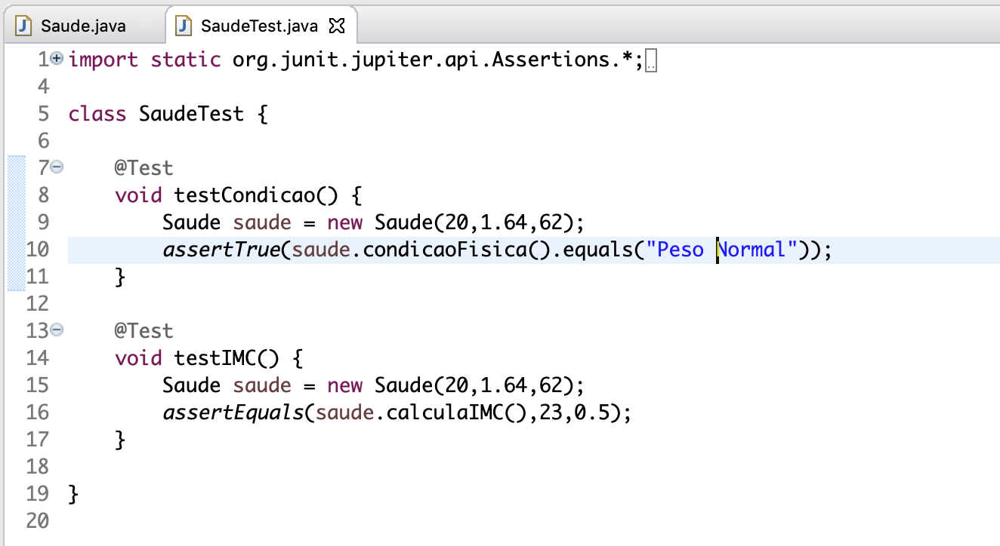 Saude.java SaudeTest.java
1 import static org.junit.jupiter.api.Assertions.*;
4
5 class SaudeTest {
6
7 @Test
8 void testCondicao() {
9 Saude saude = new Saude(20,1.64,62);
10 assertTrue(saude.condicaoFisica().equals("Peso Normal"));
11 }
12
13 @Test
14 void testIMC() {
15 Saude saude = new Saude(20,1.64,62);
16 assertEquals(saude.calculaIMC(),23,0.5);
17 }
18
19 }
20